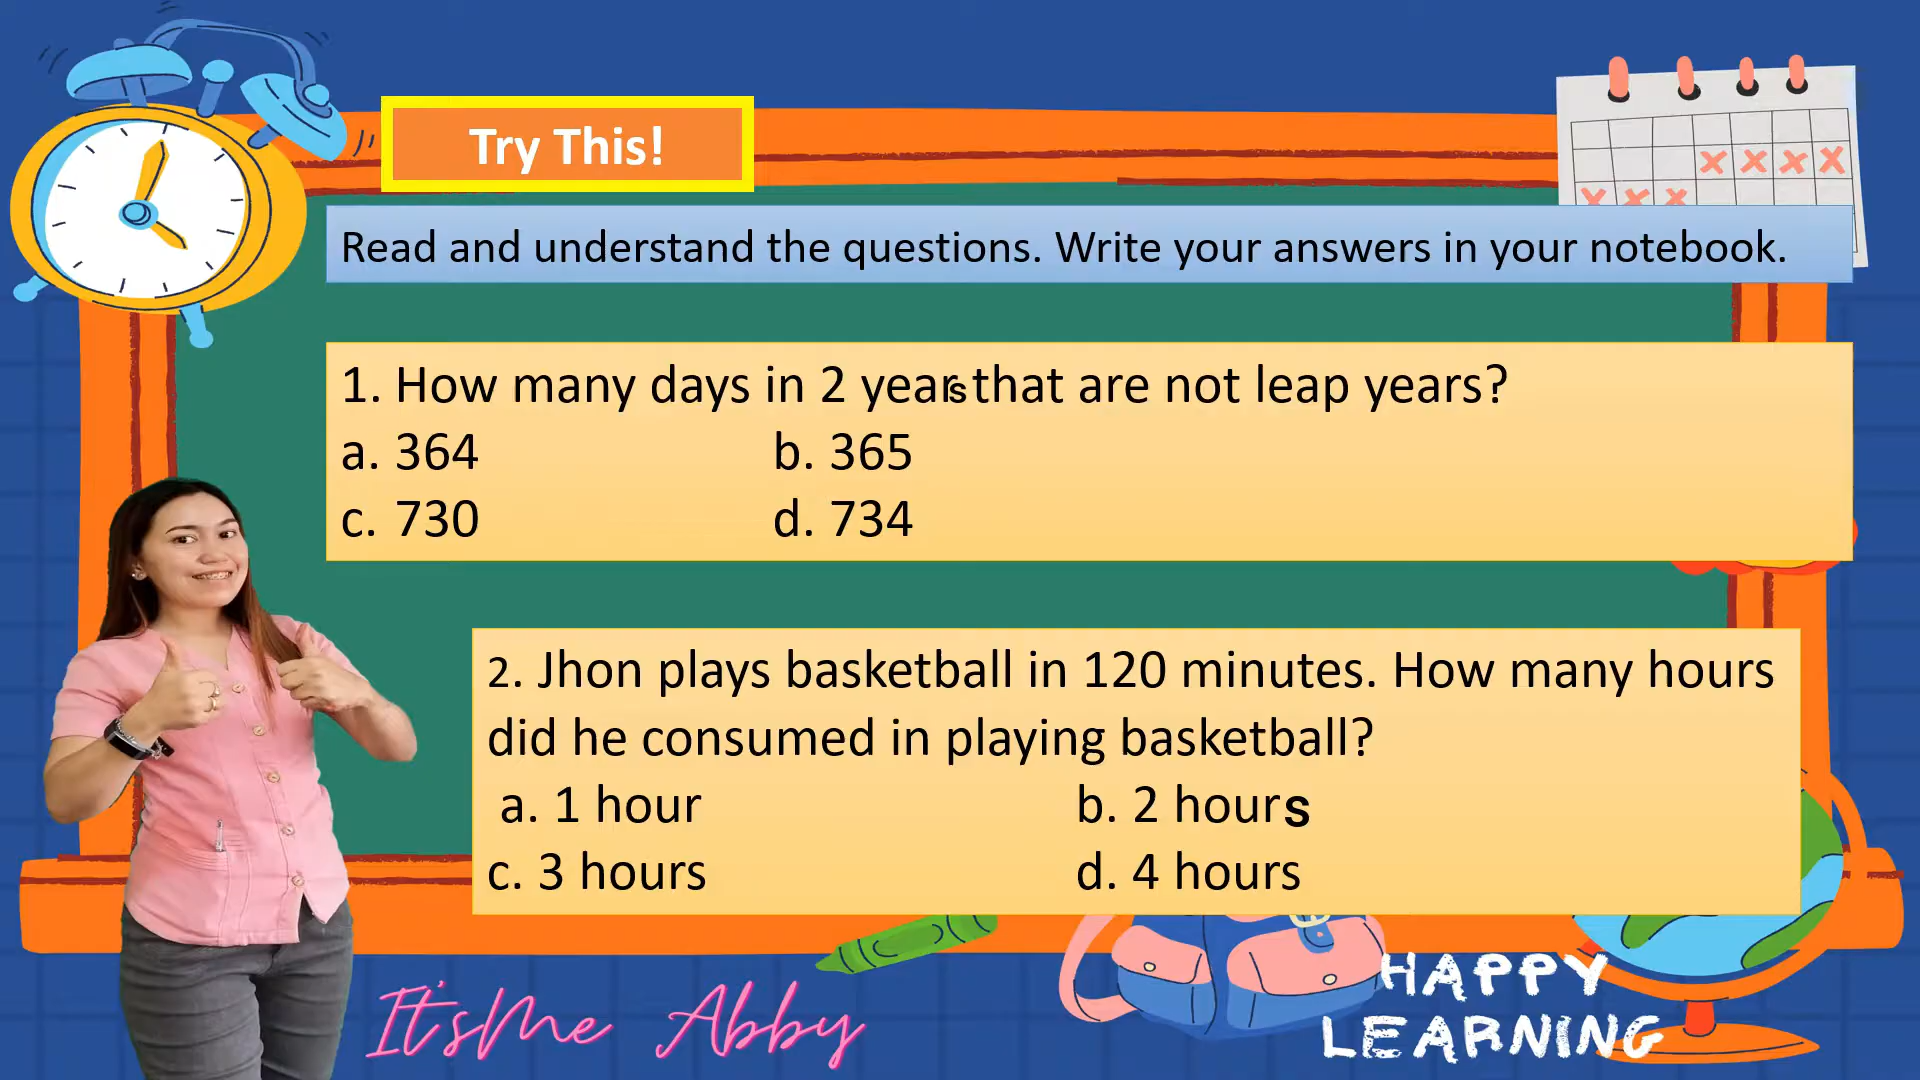 Try This!
Read and understand the questions. Write your answers in your notebook.
1. How many days in 2 years that are not leap years?
a. 364 b. 365
c. 730 d. 734
2. Jhon plays basketball in 120 minutes. How many hours
did he consumed in playing basketball?
a. 1 hour b. 2 hours
c. 3 hours d. 4 hours
It'sMe Abby
HAPPY
LEARNING